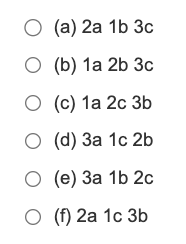 (a) 2a 1b 3c
(b) 1a 2b 3c
(c) 1a 2c 3b
(d) 3a 1c 2b
(e) 3a 1b 2c
(f) 2a 1c 3b